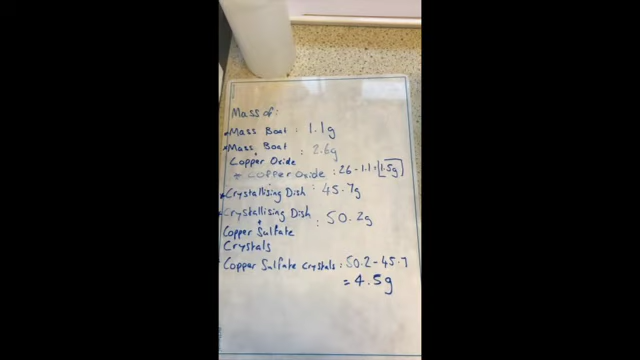 Mass of:
• Mass Boat : 1.1g
• Mass Boat : 2.6g
+
Copper Oxide
• Copper Oxide : 2.6 - 1.1 = 1.5g
• Crystallising Dish : 45.7g
• Crystallising Dish : 50.2g
+
Copper Sulfate
Crystals
Copper Sulfate Crystals : 50.2 - 45.7
= 4.5g